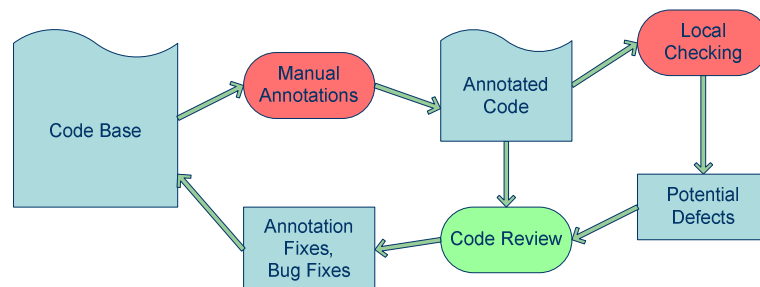 Code Base
Manual
Annotations
Annotated
Code
Local
Checking
Potential
Defects
Code Review
Annotation
Fixes,
Bug Fixes